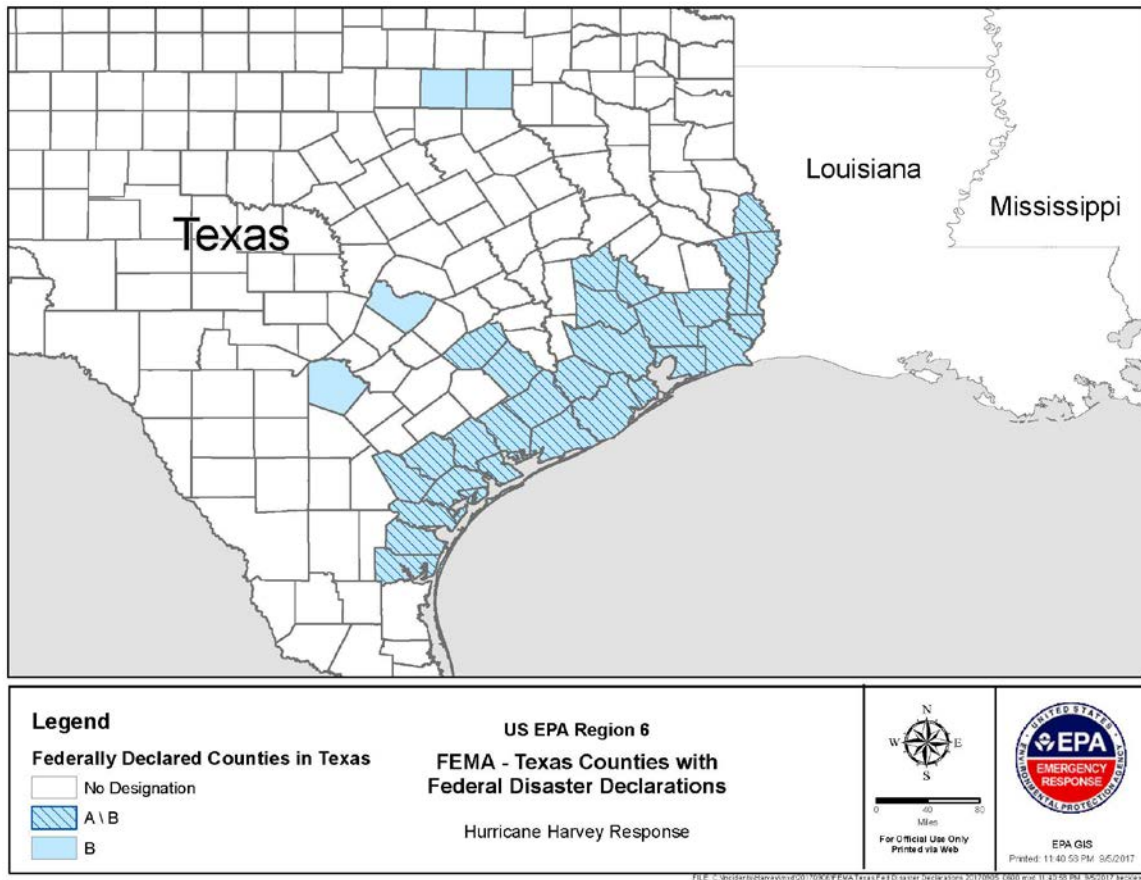 Texas
Louisiana
Mississippi
Legend
Federally Declared Counties in Texas
No Designation
A \ B
B
US EPA Region 6
FEMA - Texas Counties with
Federal Disaster Declarations
Hurricane Harvey Response
N
W E
S
0 40 80
Miles
For Official Use Only
Printed via Web
UNITED STATES
EPA
EMERGENCY
RESPONSE
ENVIRONMENTAL PROTECTION AGENCY
EPA GIS
Printed: 11:40:58 PM 9/5/2017